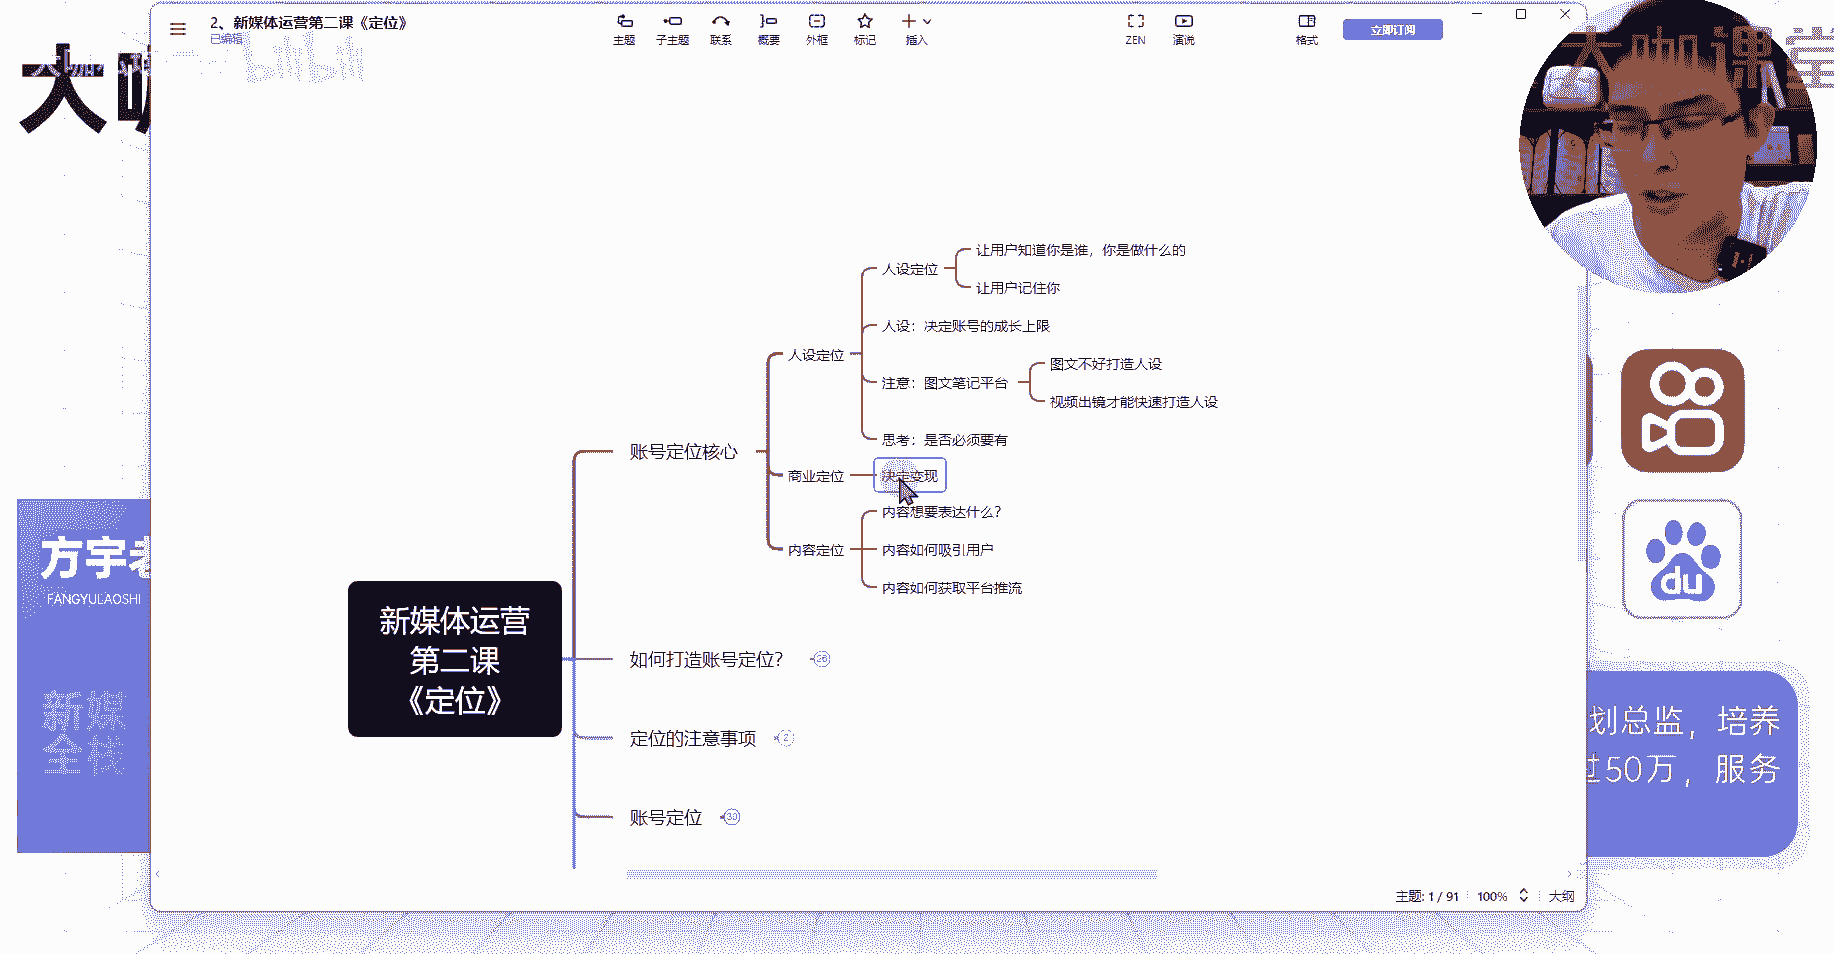 2、新媒体运营第二课《定位》
已编辑
主题
子主题
联系
概要
外框
标记
插入
ZEN
演说
格式
立即订阅
bilibili
大咖课堂
大咖
让用户知道你是谁，你是做什么的
人设定位
让用户记住你
人设：决定账号的成长上限
人设定位
图文不好打造人设
注意：图文笔记平台
视频出镜才能快速打造人设
思考：是否必须要有
账号定位核心
商业定位
决定变现
内容想要表达什么？
内容定位
内容如何吸引用户
内容如何获取平台推流
新媒体运营
第二课
《定位》
如何打造账号定位？
26
定位的注意事项
2
账号定位
30
方宇老
FANGYULAOSHI
新媒
全栈
du
划总监，培养
过50万，服务
主题: 1 / 91
100%
大纲